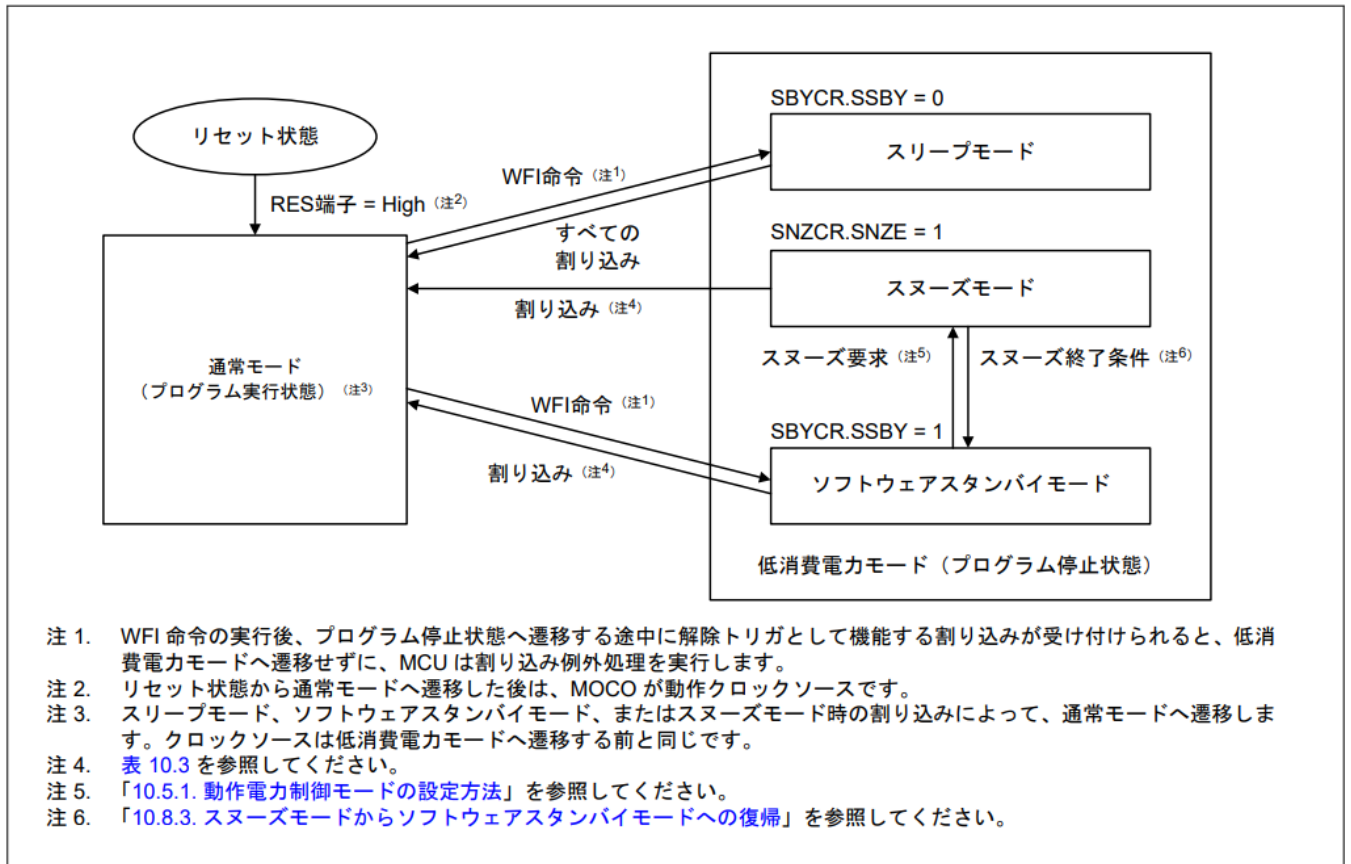 リセット状態
RES端子 = High（注2）
通常モード
（プログラム実行状態）（注3）
WFI命令（注1）
すべての
割り込み
割り込み（注4）
WFI命令（注1）
割り込み（注4）
SBYCR.SSBY = 0
スリープモード
SNZCR.SNZE = 1
スヌーズモード
スヌーズ要求（注5）
スヌーズ終了条件（注6）
SBYCR.SSBY = 1
ソフトウェアスタンバイモード
低消費電力モード（プログラム停止状態）
注 1. WFI 命令の実行後、プログラム停止状態へ遷移する途中に解除トリガとして機能する割り込みが受け付けられると、低消
費電力モードへ遷移せずに、MCU は割り込み例外処理を実行します。
注 2. リセット状態から通常モードへ遷移した後は、MOCO が動作クロックソースです。
注 3. スリープモード、ソフトウェアスタンバイモード、またはスヌーズモード時の割り込みによって、通常モードへ遷移しま
す。クロックソースは低消費電力モードへ遷移する前と同じです。
注 4. 表 10.3 を参照してください。
注 5. 「10.5.1. 動作電力制御モードの設定方法」を参照してください。
注 6. 「10.8.3. スヌーズモードからソフトウェアスタンバイモードへの復帰」を参照してください。